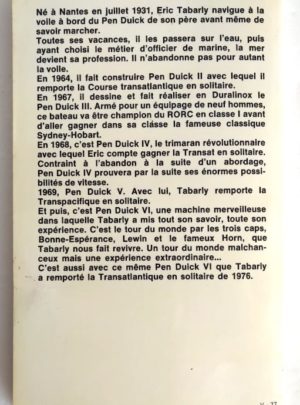 Né à Nantes en juillet 1931, Eric Tabarly navigue à la
voile à bord du Pen Duick de son père avant même de
savoir marcher.
Toutes ses vacances, il les passera sur l'eau, puis
ayant choisi le métier d'officier de marine, la mer
devient sa profession. Il n'abandonne pas pour autant
la voile.
En 1964, il fait construire Pen Duick II avec lequel il
remporte la Course transatlantique en solitaire.
En 1967, il dessine et fait réaliser en Duralinox le
Pen Duick III. Armé pour un équipage de neuf hommes,
ce bateau va être champion du RORC en classe I avant
d'aller gagner dans sa classe la fameuse classique
Sydney-Hobart.
En 1968, c'est Pen Duick IV, le trimaran révolutionnaire
avec lequel Eric compte gagner la Transat en solitaire.
Contraint à l'abandon à la suite d'un abordage,
Pen Duick IV prouvera par la suite ses énormes possi-
bilités de vitesse.
1969, Pen Duick V. Avec lui, Tabarly remporte la
Transpacifique en solitaire.
Et puis, c'est Pen Duick VI, une machine merveilleuse
dans laquelle Tabarly a mis tout son savoir, toute son
expérience. C'est le tour du monde par les trois caps,
Bonne-Espérance, Lewin et le fameux Horn, que
Tabarly nous fait revivre. Un tour du monde malchan-
ceux mais une expérience extraordinaire...
C'est aussi avec ce même Pen Duick VI que Tabarly
a remporté la Transatlantique en solitaire de 1976.